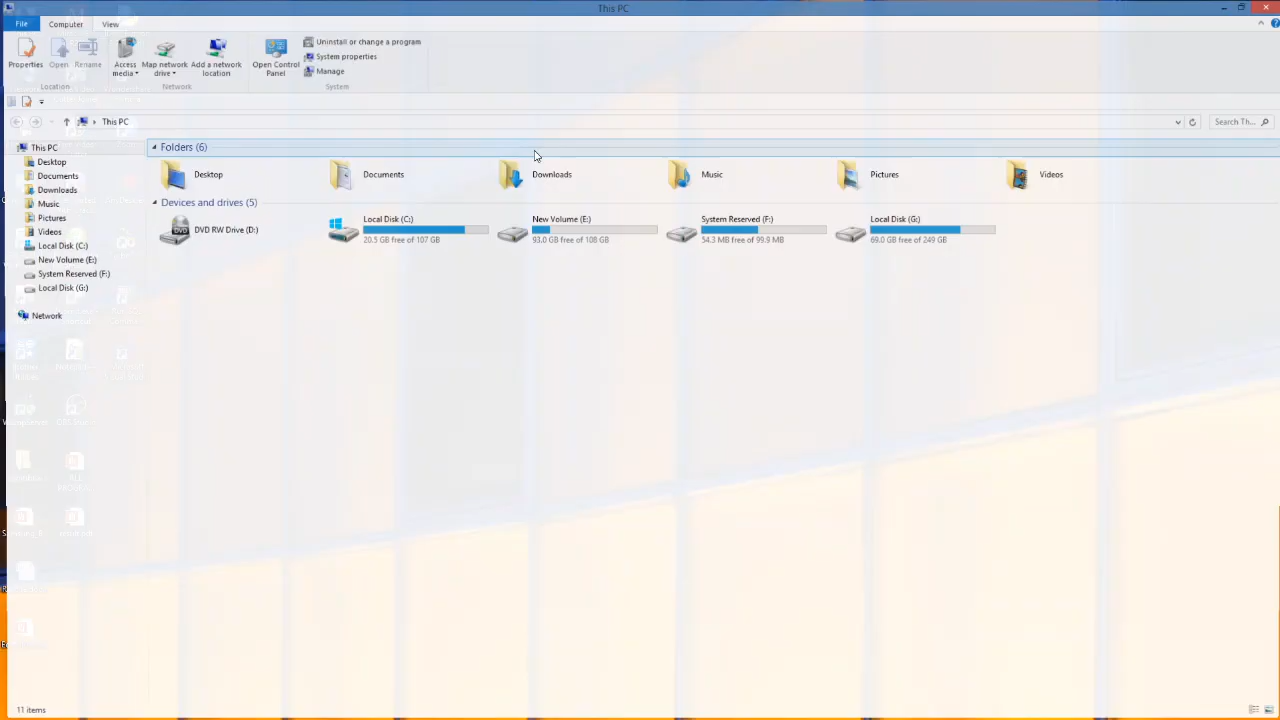 This PC
File
Computer
View
Properties
Open
Rename
Access media
Map network drive
Add a network location
Open Control Panel
Uninstall or change a program
System properties
Manage
Location
Network
System
This PC
Search Th...
This PC
Desktop
Documents
Downloads
Music
Pictures
Videos
Local Disk (C:)
New Volume (E:)
System Reserved (F:)
Local Disk (G:)
Network
Folders (6)
Desktop
Documents
Downloads
Music
Pictures
Videos
Devices and drives (5)
DVD RW Drive (D:)
Local Disk (C:)
20.5 GB free of 107 GB
New Volume (E:)
93.0 GB free of 108 GB
System Reserved (F:)
54.3 MB free of 99.9 MB
Local Disk (G:)
69.0 GB free of 249 GB
11 items